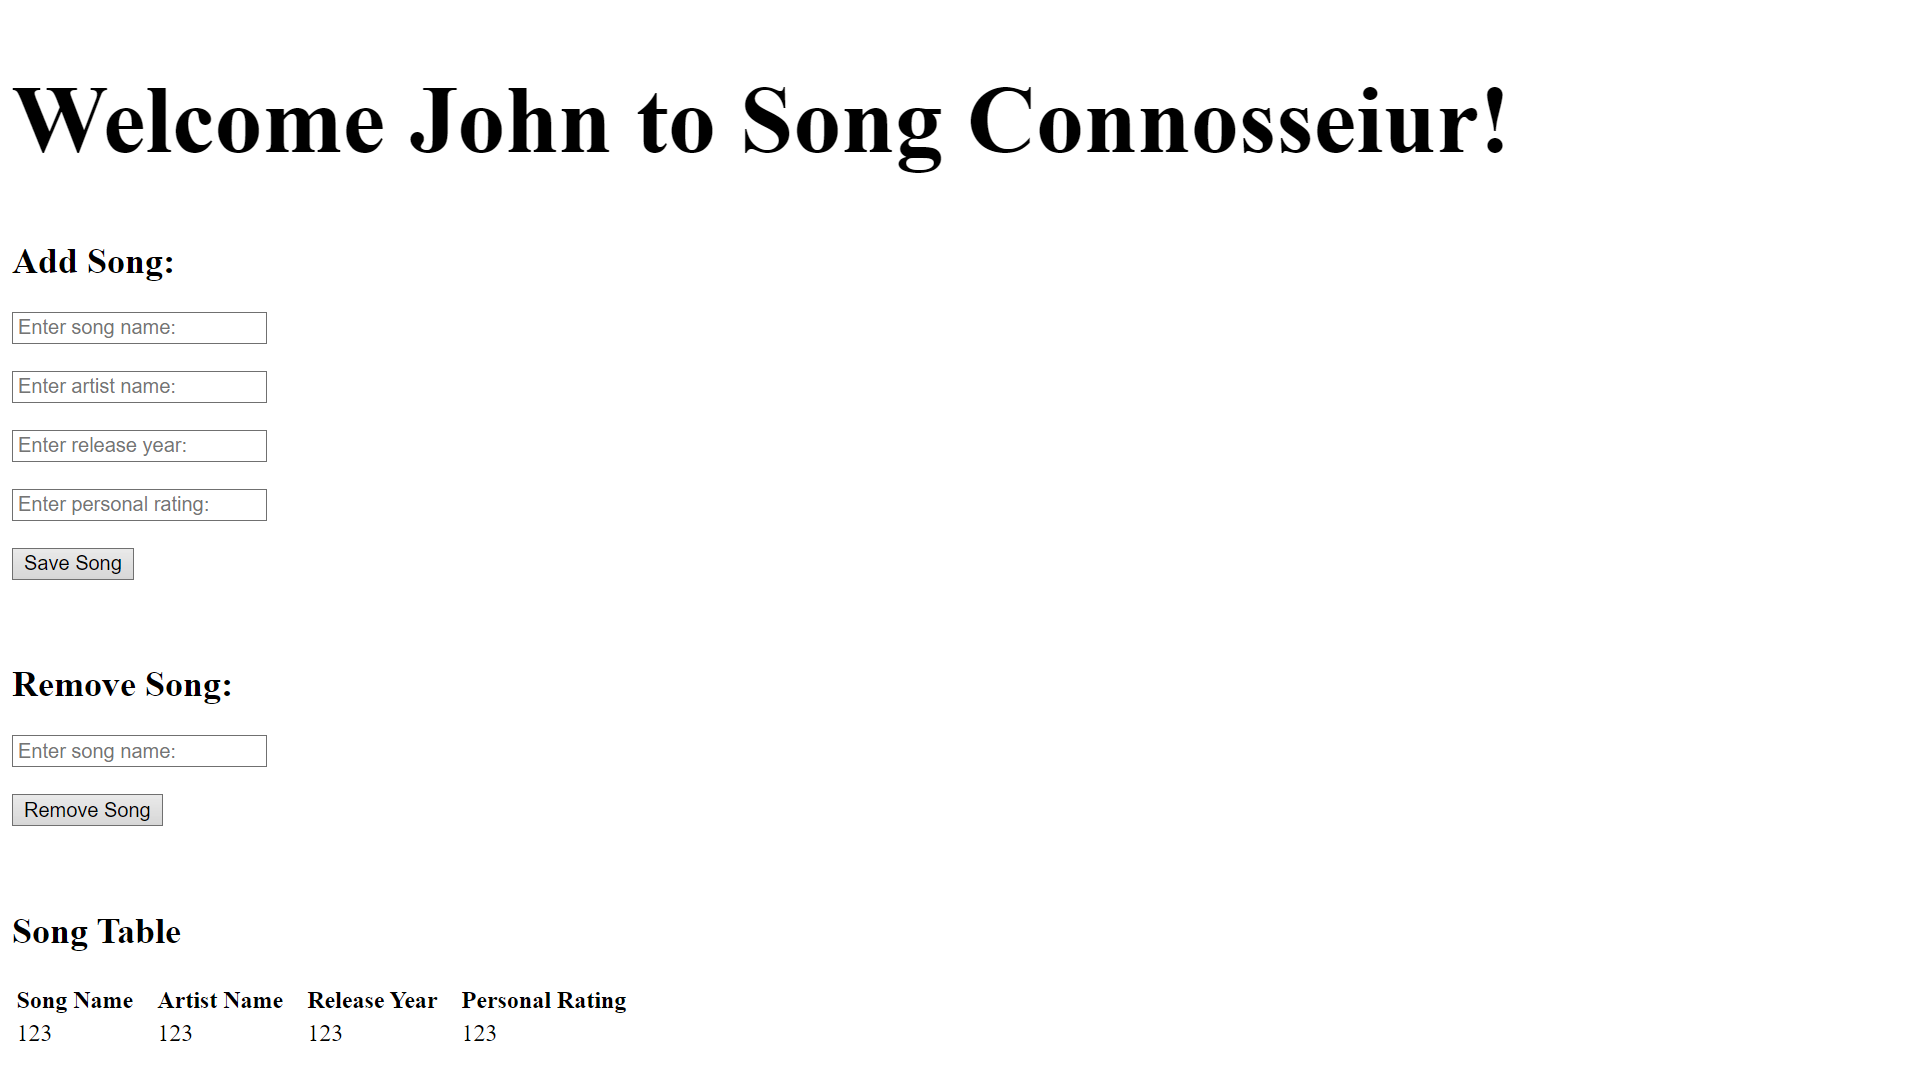 Welcome John to Song Connosseiur!
Add Song:
Enter song name:
Enter artist name:
Enter release year:
Enter personal rating:
Save Song
Remove Song:
Enter song name:
Remove Song
Song Table
Song Name Artist Name Release Year Personal Rating
123 123 123 123